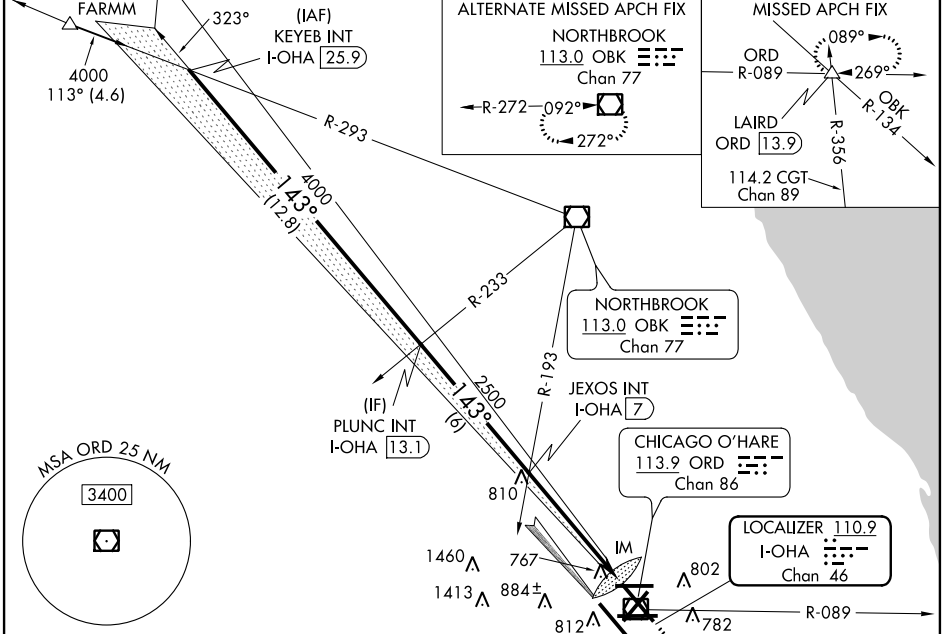 FARMM
4000
113° (4.6)
323°
(IAF)
KEYEB INT
I-OHA 25.9
R-293
ALTERNATE MISSED APCH FIX
NORTHBROOK
113.0 OBK
Chan 77
R-272
092°
272°
MISSED APCH FIX
089°
ORD
R-089
269°
OBK
R-134
LAIRD
ORD 13.9
R-356
114.2 CGT
Chan 89
4000
143°
(12.8)
R-233
NORTHBROOK
113.0 OBK
Chan 77
R-193
(IF)
PLUNC INT
I-OHA 13.1
2500
143°
(6)
JEXOS INT
I-OHA 7
CHICAGO O'HARE
113.9 ORD
Chan 86
MSA ORD 25 NM
3400
810
1460
767
IM
802
LOCALIZER 110.9
I-OHA
Chan 46
1413
884±
812
782
R-089